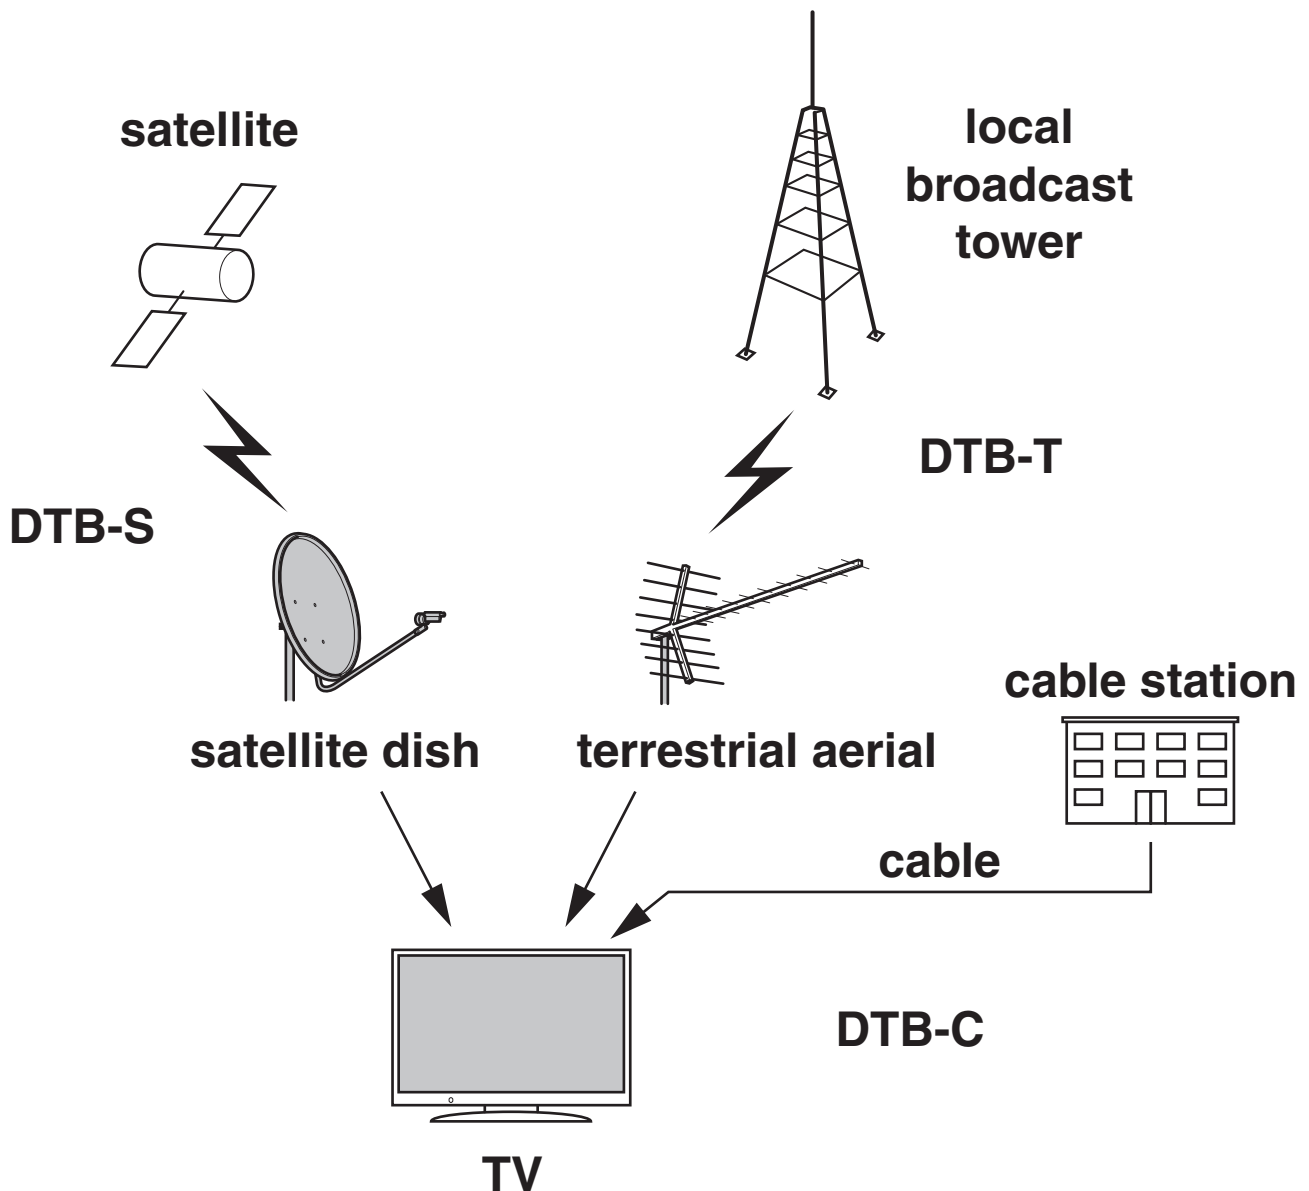 satellite
local
broadcast
tower
DTB-T
DTB-S
satellite dish
terrestrial aerial
cable station
cable
DTB-C
TV